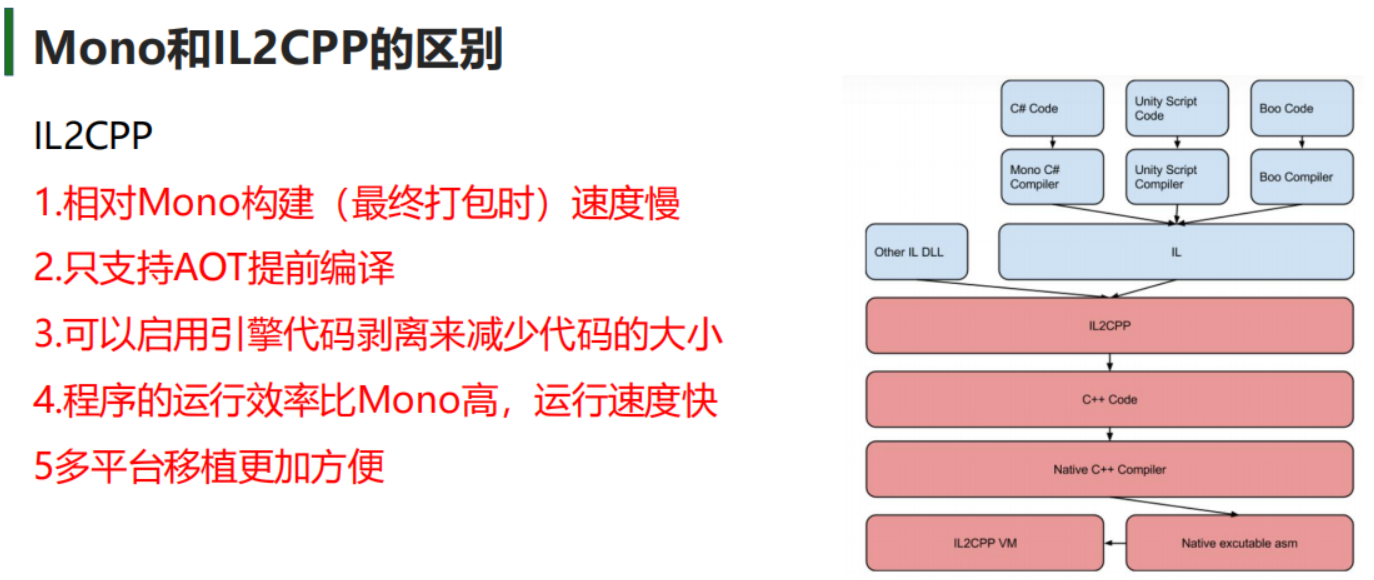 Mono和IL2CPP的区别
IL2CPP
1.相对Mono构建（最终打包时）速度慢
2.只支持AOT提前编译
3.可以启用引擎代码剥离来减少代码的大小
4.程序的运行效率比Mono高，运行速度快
5多平台移植更加方便
C# Code
Unity Script
Code
Boo Code
Mono C#
Compiler
Unity Script
Compiler
Boo Compiler
Other IL DLL
IL
IL2CPP
C++ Code
Native C++ Compiler
IL2CPP VM
Native excutable asm